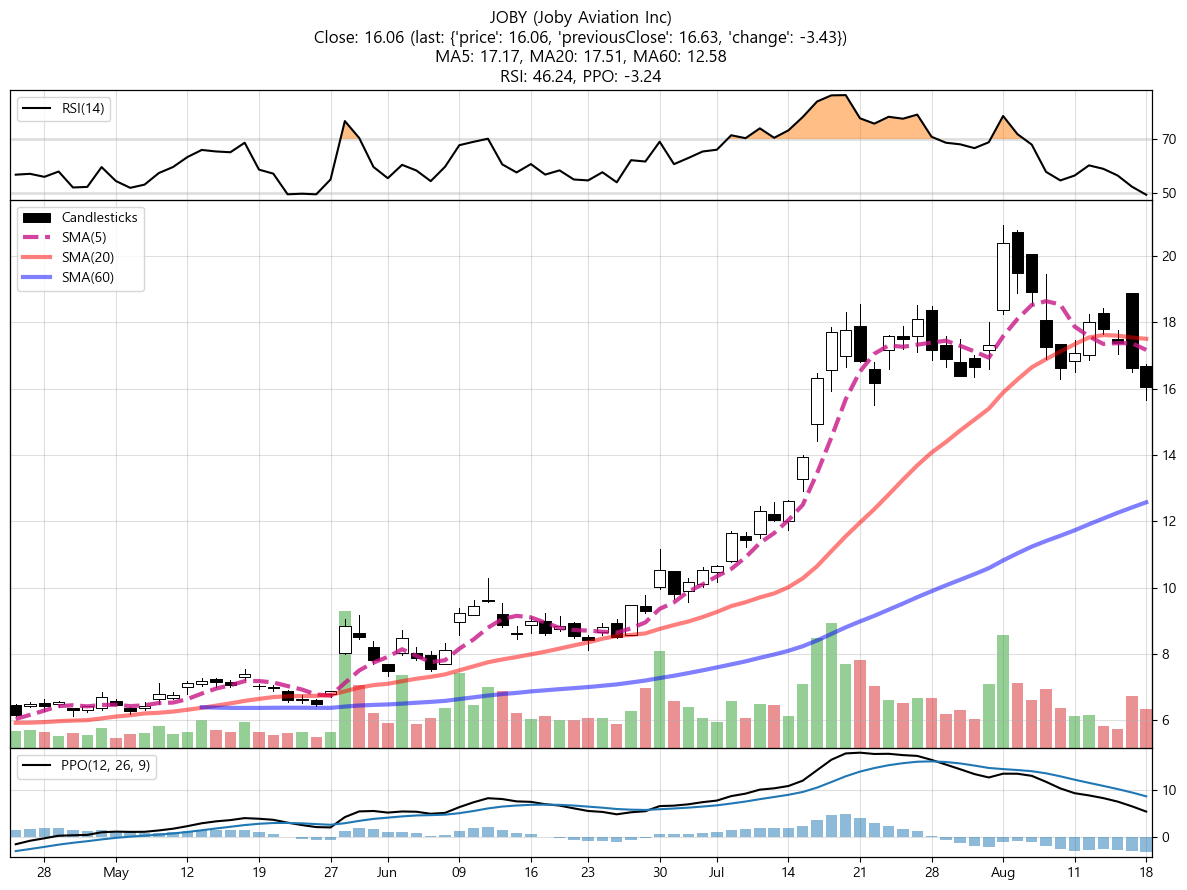 JOBY (Joby Aviation Inc)
Close: 16.06 (last: {'price': 16.06, 'previousClose': 16.63, 'change': -3.43})
MA5: 17.17, MA20: 17.51, MA60: 12.58
RSI: 46.24, PPO: -3.24
RSI(14)
70
50
Candlesticks
SMA(5)
SMA(20)
SMA(60)
20
18
16
14
12
10
8
6
PPO(12, 26, 9)
10
0
28 May 12 19 27 Jun 09 16 23 30 Jul 14 21 28 Aug 11 18